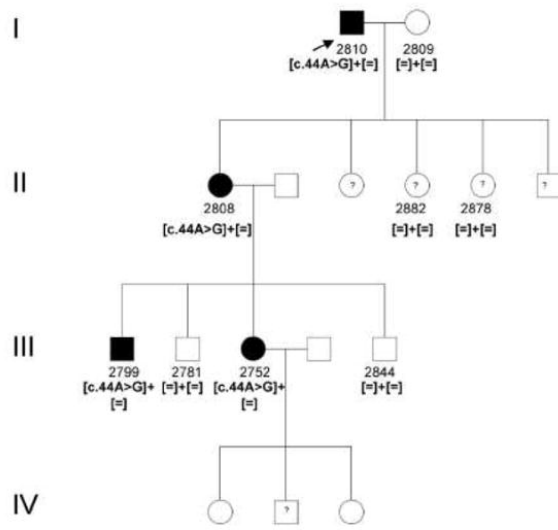 I
2810 2809
[c.44A>G]+[=] [=]+[=]
II
? ? ? ?
2808 2882 2878
[c.44A>G]+[=] [=]+[=] [=]+[=]
III
2799 2781 2752 2844
[c.44A>G]+ [=]+[=] [c.44A>G]+ [=]+[=]
[=] [=]
IV
?